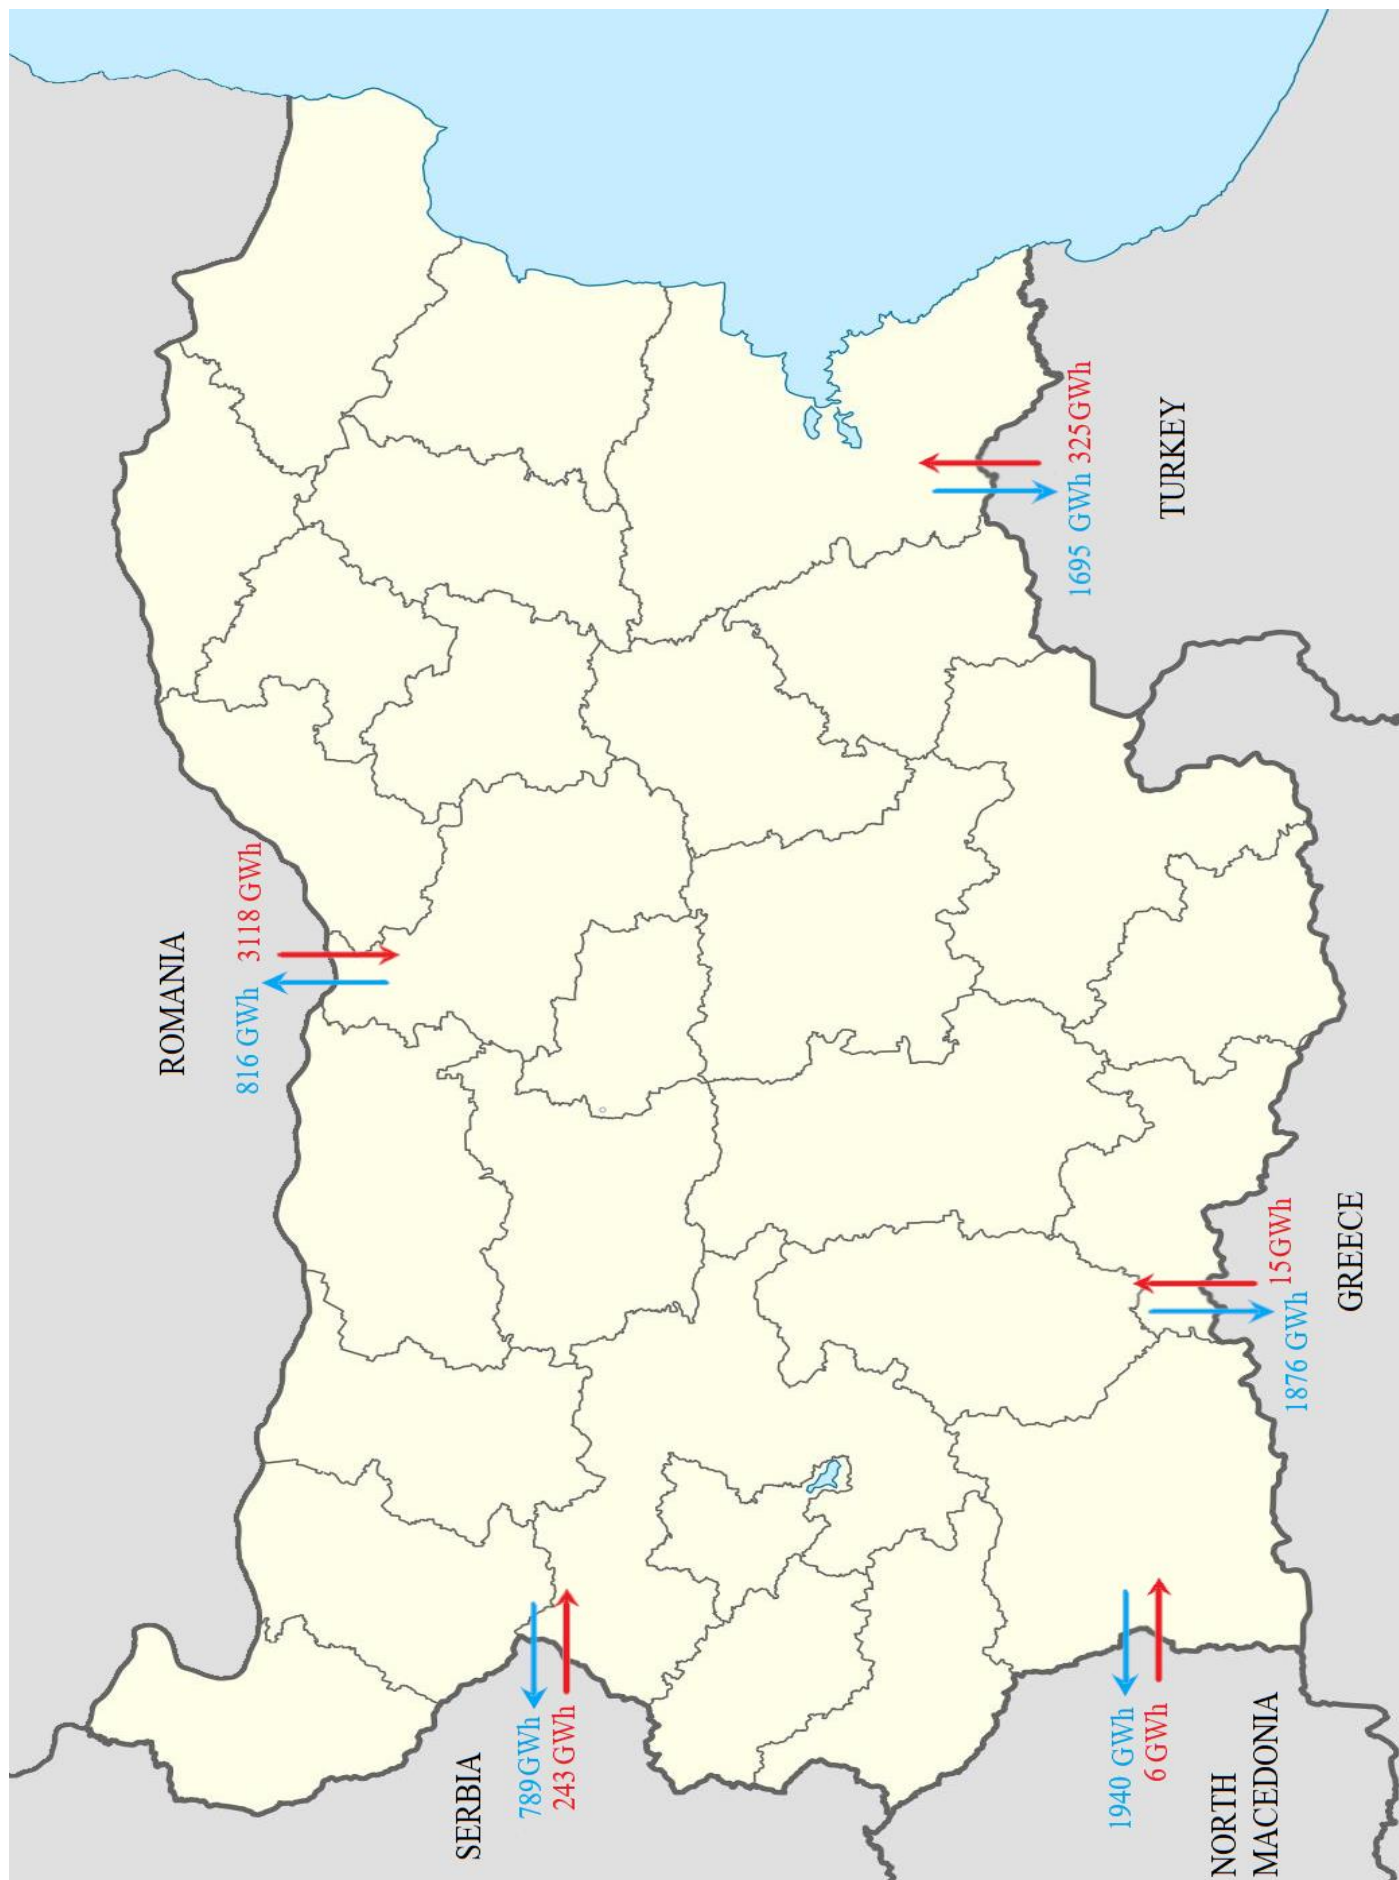 ROMANIA
816 GWh
3118 GWh
SERBIA
789 GWh
243 GWh
1940 GWh
6 GWh
NORTH
MACEDONIA
1876 GWh
15 GWh
GREECE
1695 GWh
325 GWh
TURKEY